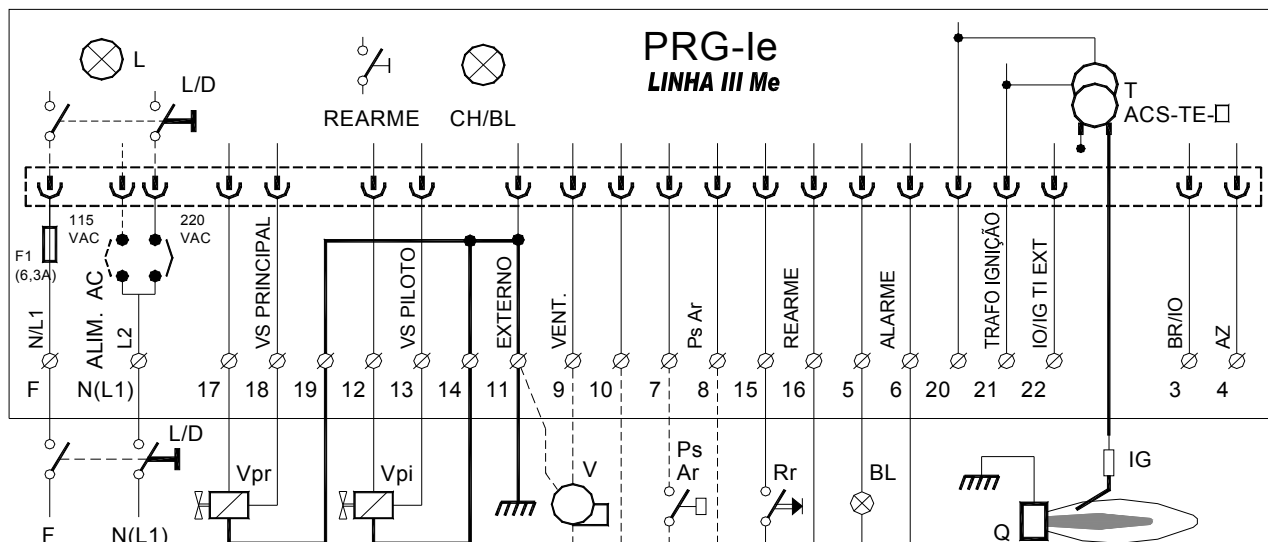 PRG-Ie
LINHA III Me
L
L/D
REARME
CH/BL
T
ACS-TE-□
115
VAC
220
VAC
F1
(6,3A)
N/L1
ALIM. AC
L2
VS PRINCIPAL
VS PILOTO
EXTERNO
VENT.
Ps Ar
REARME
ALARME
TRAFO IGNIÇÃO
IO/IG TI EXT
BR/IO
AZ
F
N(L1)
17
18
19
12
13
14
11
9
10
7
8
15
16
5
6
20
21
22
3
4
L/D
Vpr
Vpi
V
Ps
Ar
Rr
BL
IG
Q
F
N(L1)